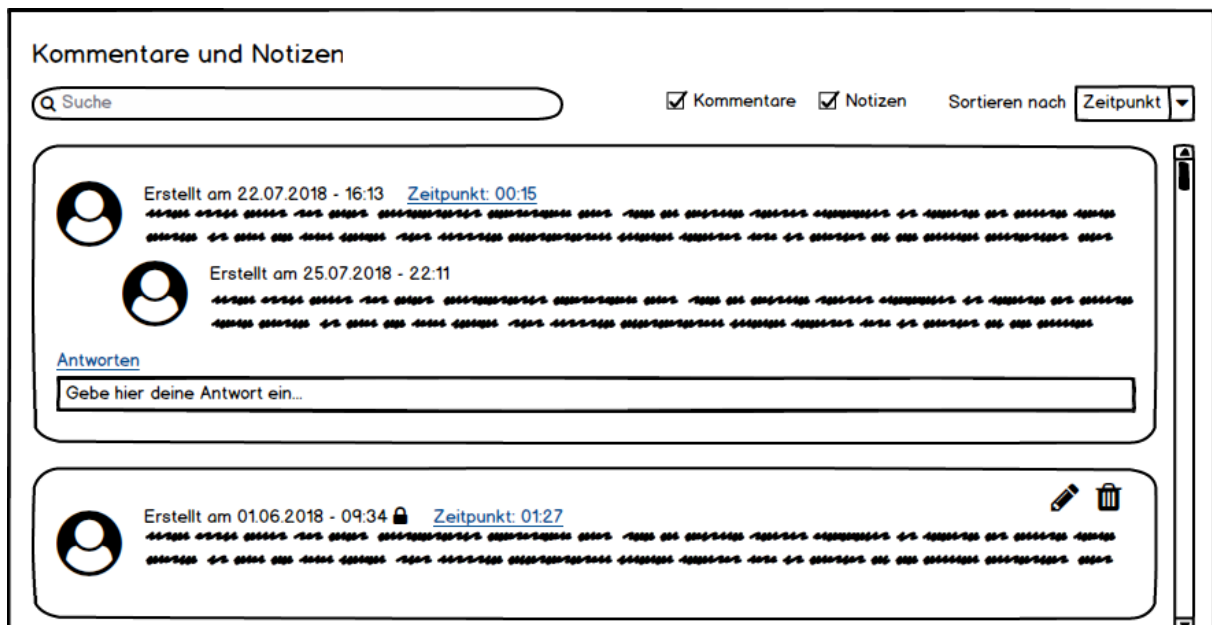 Kommentare und Notizen
Suche
Kommentare Notizen Sortieren nach Zeitpunkt
Erstellt am 22.07.2018 - 16:13 Zeitpunkt: 00:15
Erstellt am 25.07.2018 - 22:11
Antworten
Gebe hier deine Antwort ein...
Erstellt am 01.06.2018 - 09:34 Zeitpunkt: 01:27